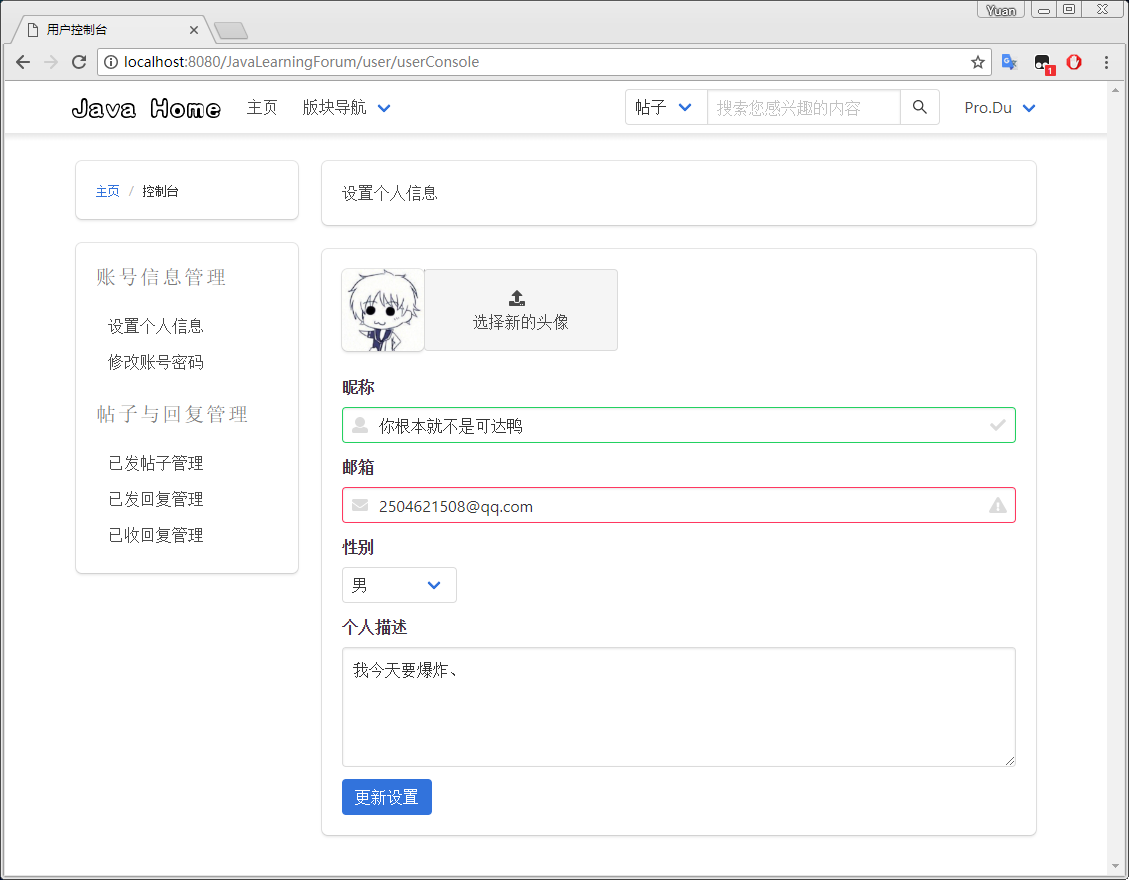 Yuan
用户控制台
localhost:8080/JavaLearningForum/user/userConsole
1
Java Home 主页 版块导航 帖子 搜索您感兴趣的内容 Pro.Du
主页 / 控制台
账号信息管理
设置个人信息
修改账号密码
帖子与回复管理
已发帖子管理
已发回复管理
已收回复管理
设置个人信息
选择新的头像
昵称
你根本就不是可达鸭
邮箱
2504621508@qq.com
性别
男
个人描述
我今天要爆炸、
更新设置